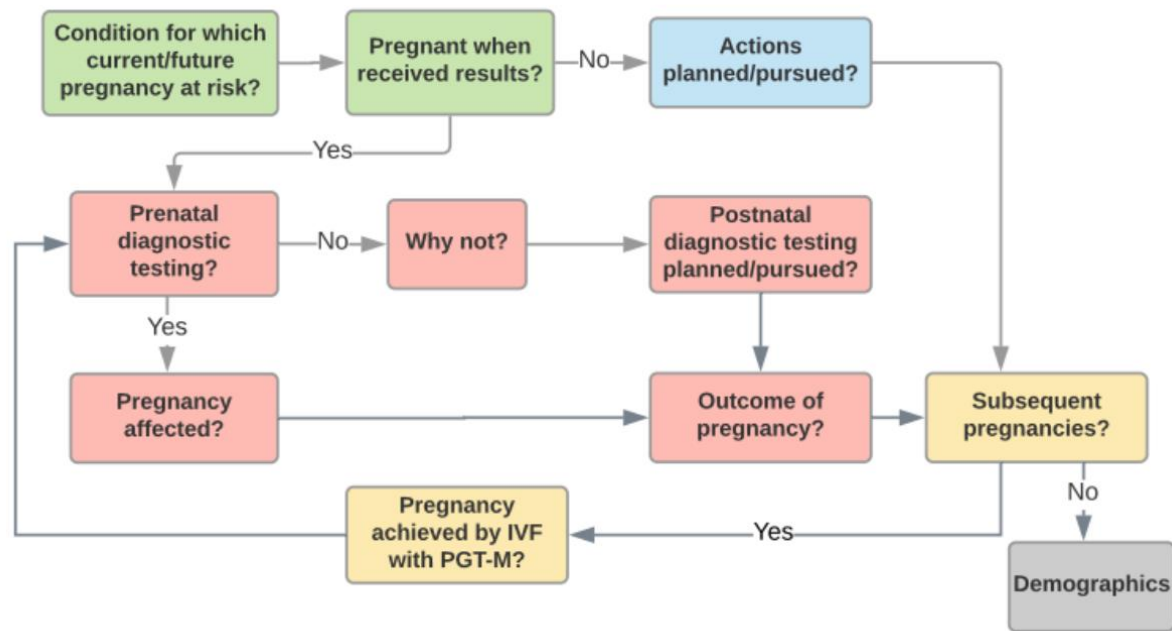 Condition for which
current/future
pregnancy at risk?
Pregnant when
received results?
No
Actions
planned/pursued?
Yes
Prenatal
diagnostic
testing?
No
Why not?
Postnatal
diagnostic testing
planned/pursued?
Yes
Pregnancy
affected?
Outcome of
pregnancy?
Subsequent
pregnancies?
No
Yes
Pregnancy
achieved by IVF
with PGT-M?
Demographics